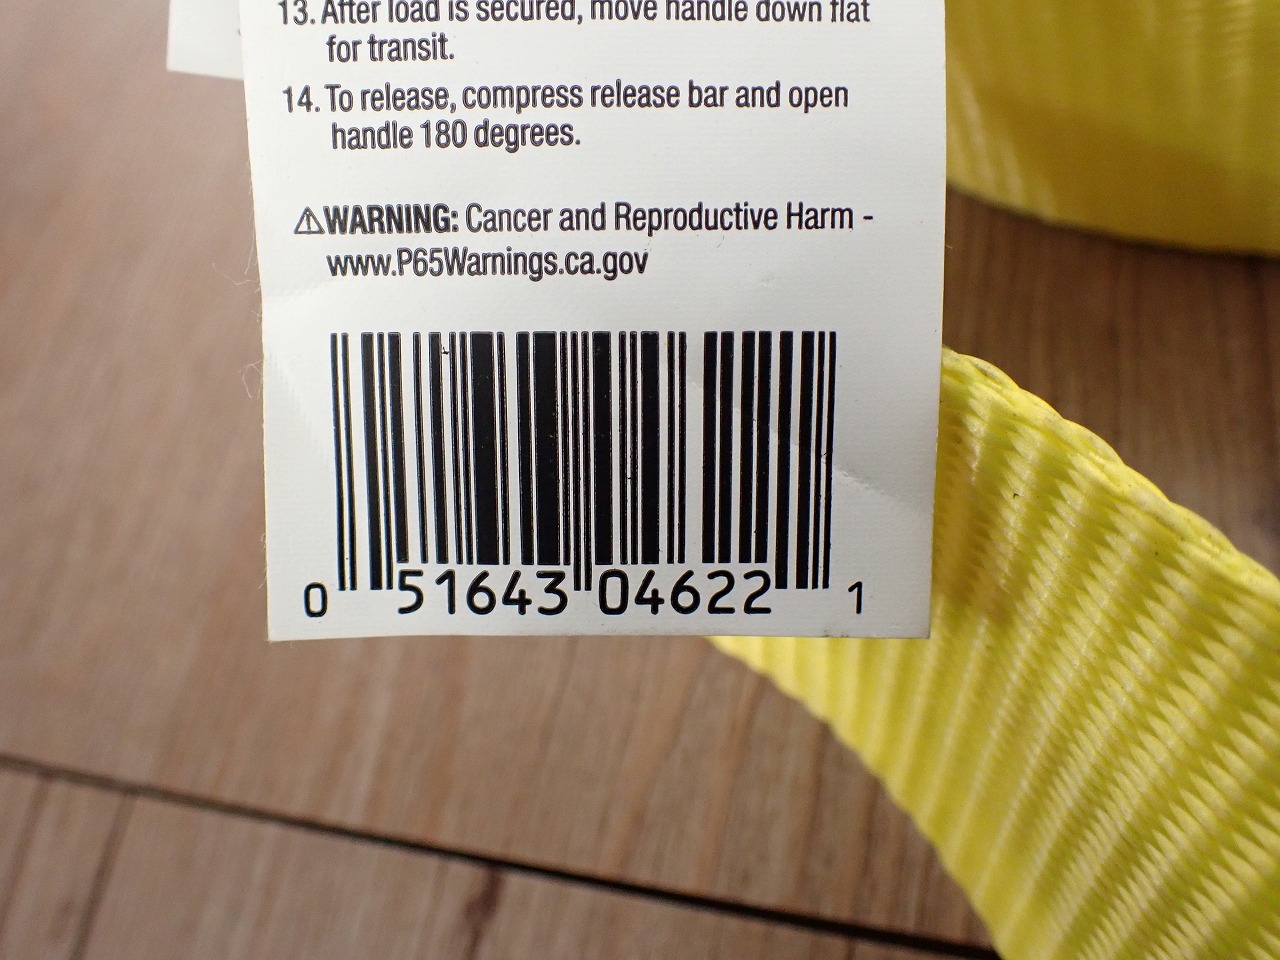 13. After load is secured, move handle down flat
for transit.
14. To release, compress release bar and open
handle 180 degrees.
⚠WARNING: Cancer and Reproductive Harm -
www.P65Warnings.ca.gov
0 51643 04622 1